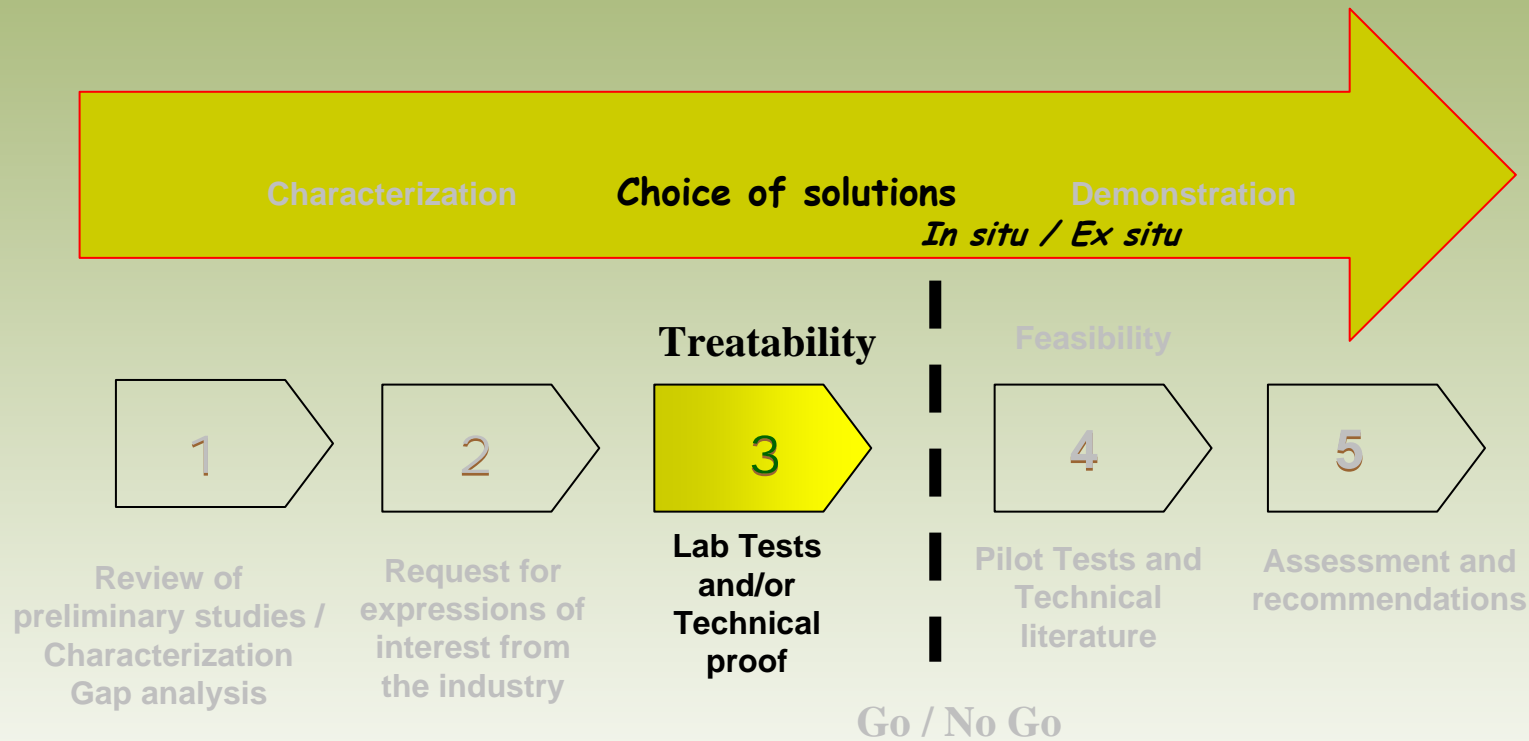 Characterization Choice of solutions Demonstration
In situ / Ex situ
Treatability
Feasibility
1
2
3
4
5
Review of
preliminary studies /
Characterization
Gap analysis
Request for
expressions of
interest from
the industry
Lab Tests
and/or
Technical
proof
Pilot Tests and
Technical
literature
Assessment and
recommendations
Go / No Go